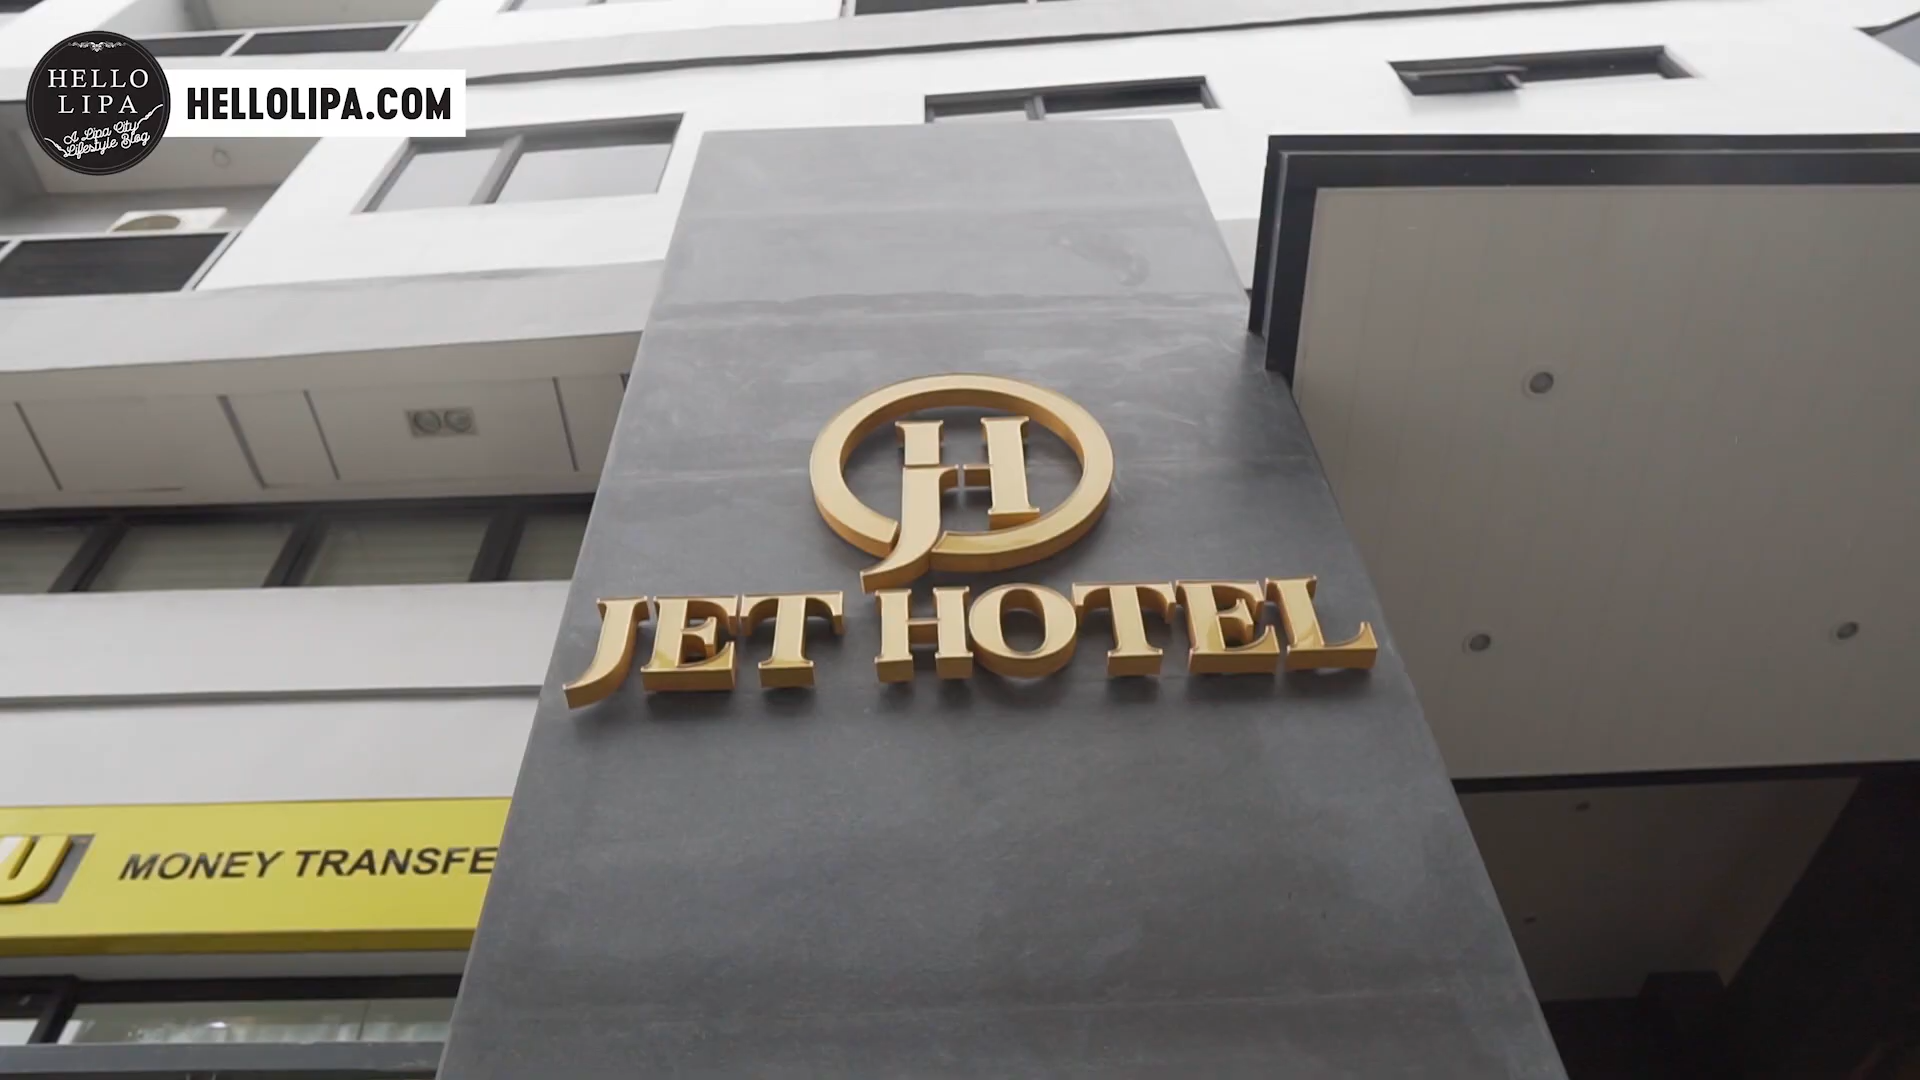 HELLO
LIPA
A Lipa City
Lifestyle Blog
HELLOLIPA.COM
JH
JET HOTEL
U MONEY TRANSFE